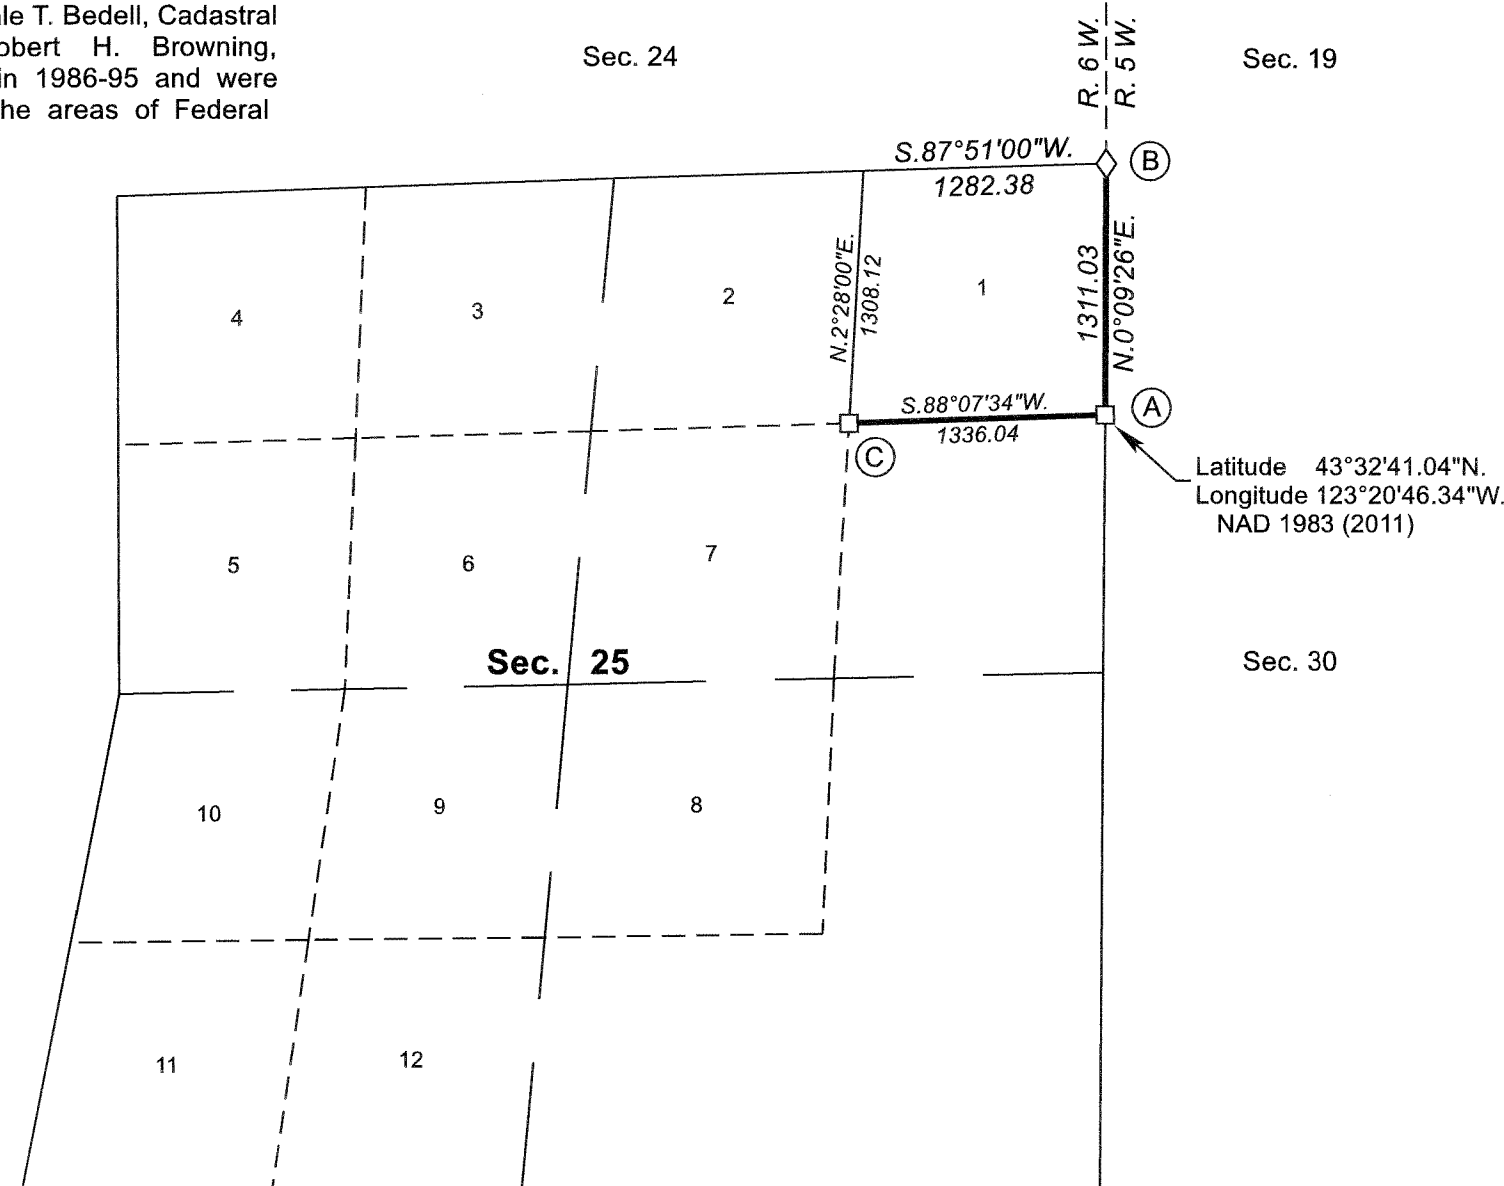 le T. Bedell, Cadastral
obert H. Browning,
in 1986-95 and were
he areas of Federal
Sec. 24
R. 6 W.
R. 5 W.
Sec. 19
S.87°51'00"W.
1282.38
B
N.2°28'00"E.
1308.12
1311.03
N.0°09'26"E.
4
3
2
1
S.88°07'34"W.
1336.04
A
C
Latitude 43°32'41.04"N.
Longitude 123°20'46.34"W.
NAD 1983 (2011)
5
6
7
Sec. 25
Sec. 30
10
9
8
11
12